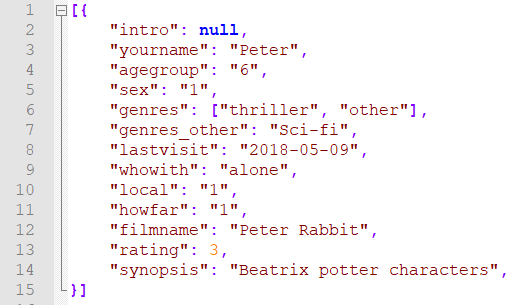 1 [{
2 "intro": null,
3 "yourname": "Peter",
4 "agegroup": "6",
5 "sex": "1",
6 "genres": ["thriller", "other"],
7 "genres_other": "Sci-fi",
8 "lastvisit": "2018-05-09",
9 "whowith": "alone",
10 "local": "1",
11 "howfar": "1",
12 "filmname": "Peter Rabbit",
13 "rating": 3,
14 "synopsis": "Beatrix potter characters",
15 }]